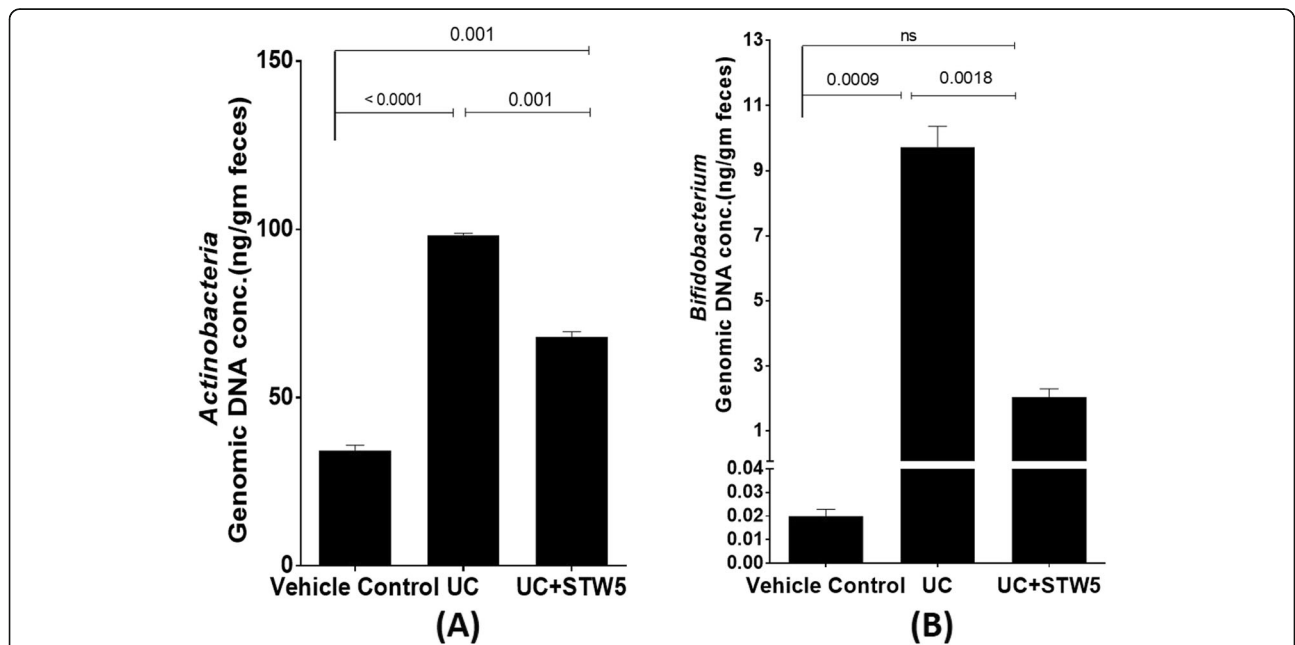 0.001
< 0.0001
0.001
150
100
50
0
Actinobacteria
Genomic DNA conc.(ng/gm feces)
Vehicle Control UC UC+STW5
(A)
ns
0.0009
0.0018
13
11
9
7
5
3
1
0.04
0.03
0.02
0.01
0.00
Bifidobacterium
Genomic DNA conc.(ng/gm feces)
Vehicle Control UC UC+STW5
(B)